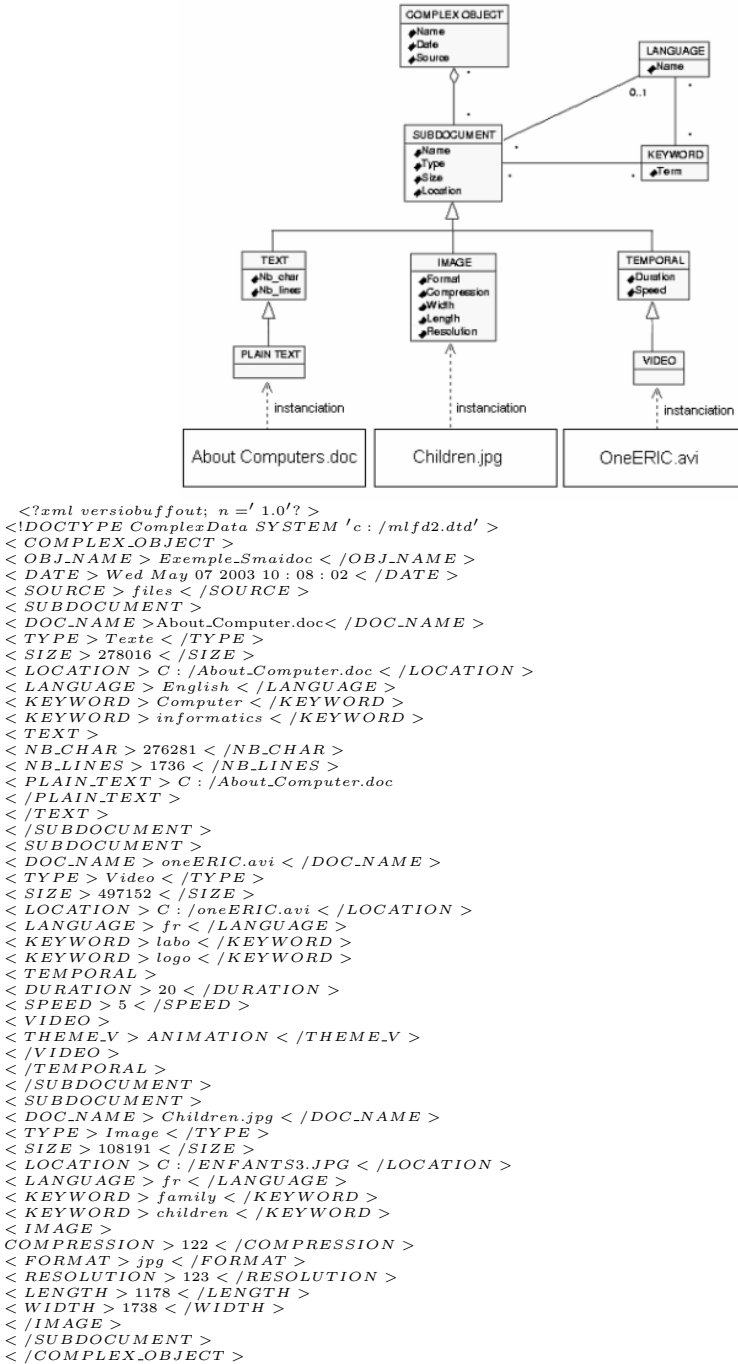 COMPLEX OBJECT
Name
Date
Source
*
*
LANGUAGE
Name
0..1
*
*
*
SUBDOCUMENT
Name
Type
Size
Location
*
*
KEYWORD
Term
TEXT
Nb_char
Nb_lines
IMAGE
Format
Compression
Width
Length
Resolution
TEMPORAL
Duration
Speed
PLAIN TEXT
VIDEO
instanciation
instanciation
instanciation
About Computers.doc
Children.jpg
OneERIC.avi
<?xml versiobuffout; n =' 1.0'? >
<!DOCTYPE ComplexData SYSTEM 'c : /mlfd2.dtd' >
< COMPLEX_OBJECT >
< OBJ_NAME > Exemple_Smaidoc < /OBJ_NAME >
< DATE > Wed May 07 2003 10 : 08 : 02 < /DATE >
< SOURCE > files < /SOURCE >
< SUBDOCUMENT >
< DOC_NAME >About_Computer.doc< /DOC_NAME >
< TYPE > Texte < /TYPE >
< SIZE > 278016 < /SIZE >
< LOCATION > C : /About_Computer.doc < /LOCATION >
< LANGUAGE > English < /LANGUAGE >
< KEYWORD > Computer < /KEYWORD >
< KEYWORD > informatics < /KEYWORD >
< TEXT >
< NB_CHAR > 276281 < /NB_CHAR >
< NB_LINES > 1736 < /NB_LINES >
< PLAIN_TEXT > C : /About_Computer.doc
< /PLAIN_TEXT >
< /TEXT >
< /SUBDOCUMENT >
< SUBDOCUMENT >
< DOC_NAME > oneERIC.avi < /DOC_NAME >
< TYPE > Video < /TYPE >
< SIZE > 497152 < /SIZE >
< LOCATION > C : /oneERIC.avi < /LOCATION >
< LANGUAGE > fr < /LANGUAGE >
< KEYWORD > labo < /KEYWORD >
< KEYWORD > logo < /KEYWORD >
< TEMPORAL >
< DURATION > 20 < /DURATION >
< SPEED > 5 < /SPEED >
< VIDEO >
< THEME_V > ANIMATION < /THEME_V >
< /VIDEO >
< /TEMPORAL >
< /SUBDOCUMENT >
< SUBDOCUMENT >
< DOC_NAME > Children.jpg < /DOC_NAME >
< TYPE > Image < /TYPE >
< SIZE > 108191 < /SIZE >
< LOCATION > C : /ENFANTS3.JPG < /LOCATION >
< LANGUAGE > fr < /LANGUAGE >
< KEYWORD > family < /KEYWORD >
< KEYWORD > children < /KEYWORD >
< IMAGE >
COMPRESSION > 122 < /COMPRESSION >
< FORMAT > jpg < /FORMAT >
< RESOLUTION > 123 < /RESOLUTION >
< LENGTH > 1178 < /LENGTH >
< WIDTH > 1738 < /WIDTH >
< /IMAGE >
< /SUBDOCUMENT >
< /COMPLEX_OBJECT >